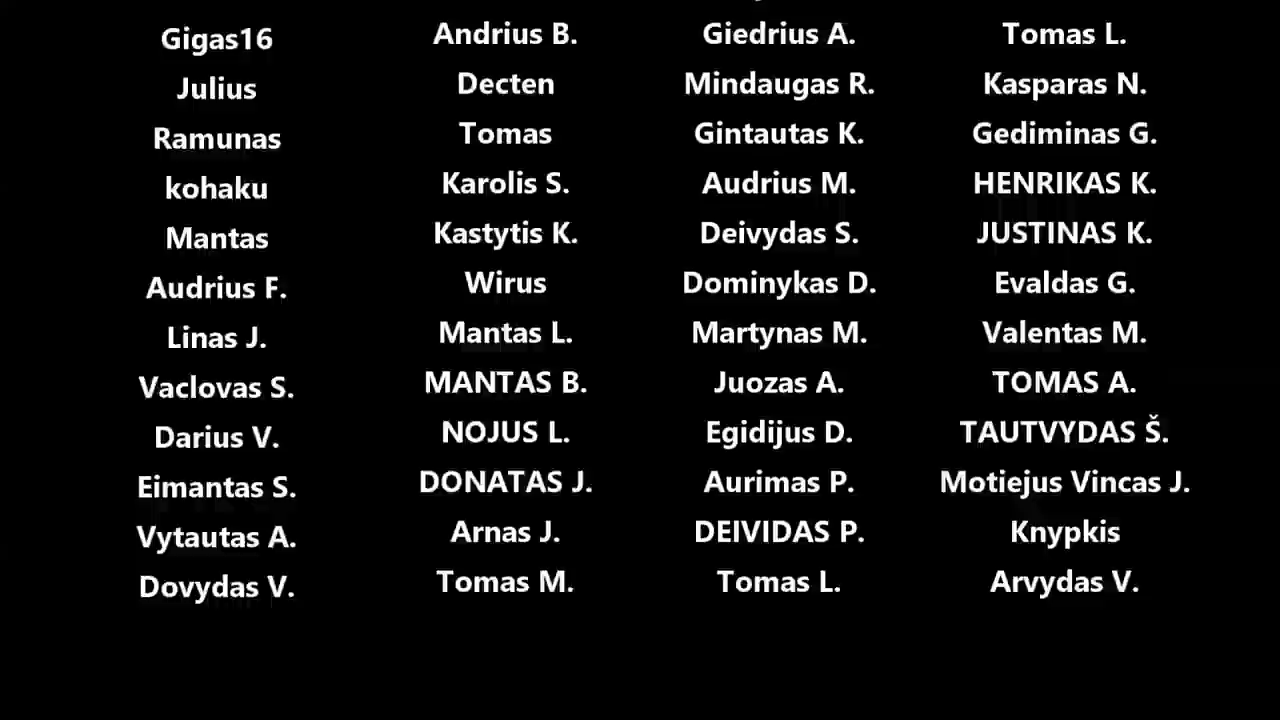 Gigas16
Julius
Ramunas
kohaku
Mantas
Audrius F.
Linas J.
Vaclovas S.
Darius V.
Eimantas S.
Vytautas A.
Dovydas V.
Andrius B.
Decten
Tomas
Karolis S.
Kastytis K.
Wirus
Mantas L.
MANTAS B.
NOJUS L.
DONATAS J.
Arnas J.
Tomas M.
Giedrius A.
Mindaugas R.
Gintautas K.
Audrius M.
Deivydas S.
Dominykas D.
Martynas M.
Juozas A.
Egidijus D.
Aurimas P.
DEIVIDAS P.
Tomas L.
Tomas L.
Kasparas N.
Gediminas G.
HENRIKAS K.
JUSTINAS K.
Evaldas G.
Valentas M.
TOMAS A.
TAUTVYDAS Š.
Motiejus Vincas J.
Knypkis
Arvydas V.